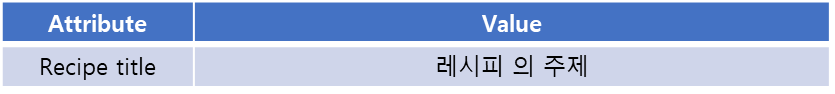 Attribute Value
Recipe title 레시피 의 주제